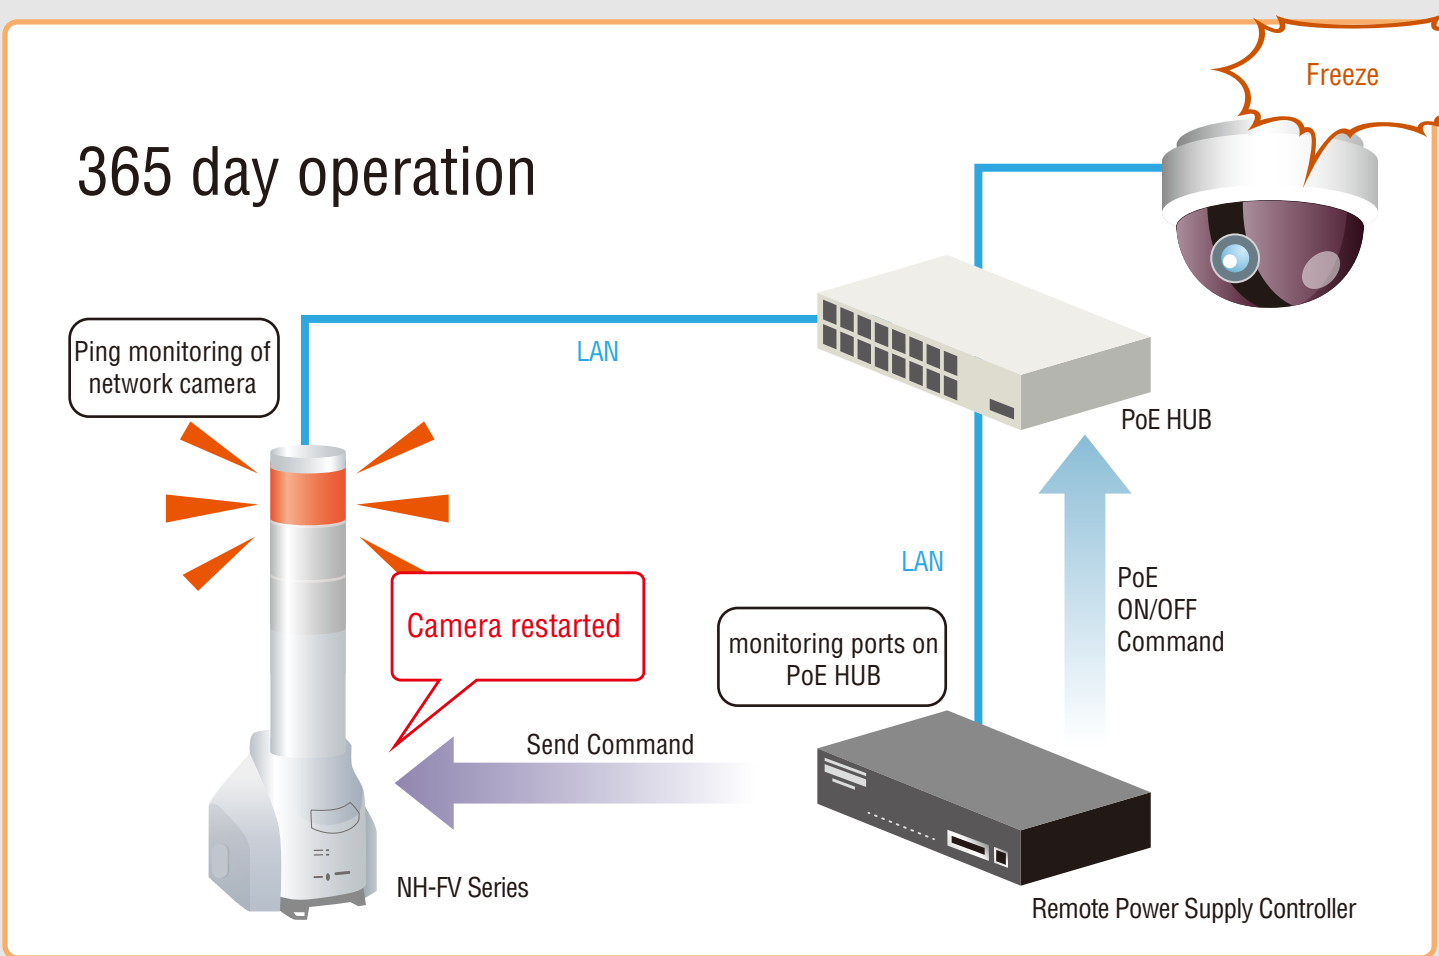 Freeze
365 day operation
Ping monitoring of
network camera
LAN
PoE HUB
LAN
PoE
ON/OFF
Command
Camera restarted
monitoring ports on
PoE HUB
Send Command
NH-FV Series
Remote Power Supply Controller